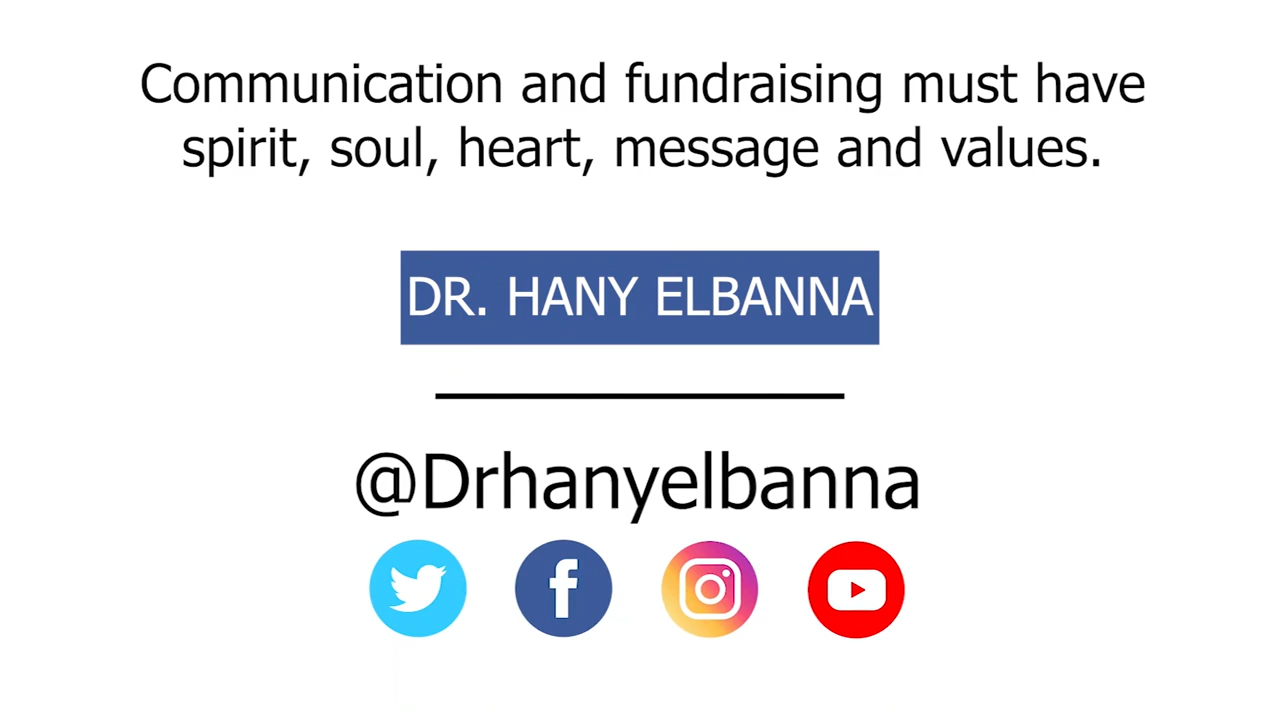 Communication and fundraising must have
spirit, soul, heart, message and values.
DR. HANY ELBANNA
@Drhanyelbanna